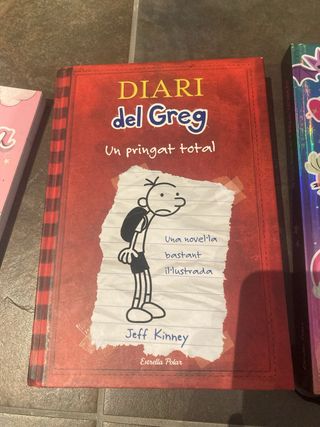 DIARI
del Greg
Un pringat total
Una novel·la
bastant
il·lustrada
Jeff Kinney
Estrella Polar